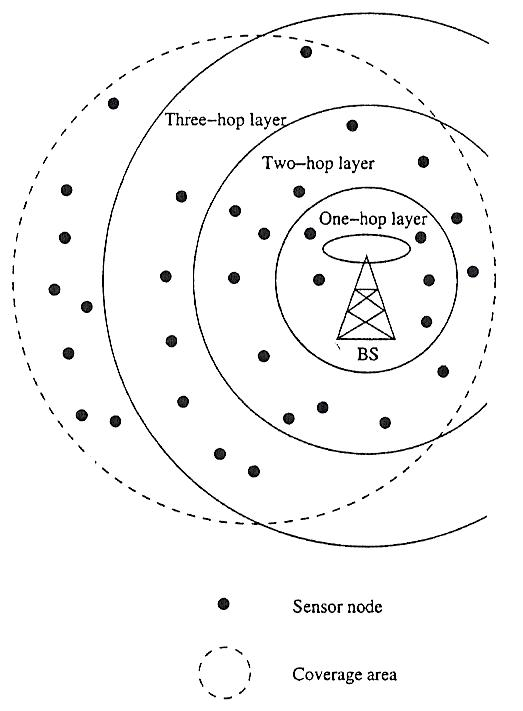 Three−hop layer
Two−hop layer
One−hop layer
BS
Sensor node
Coverage area